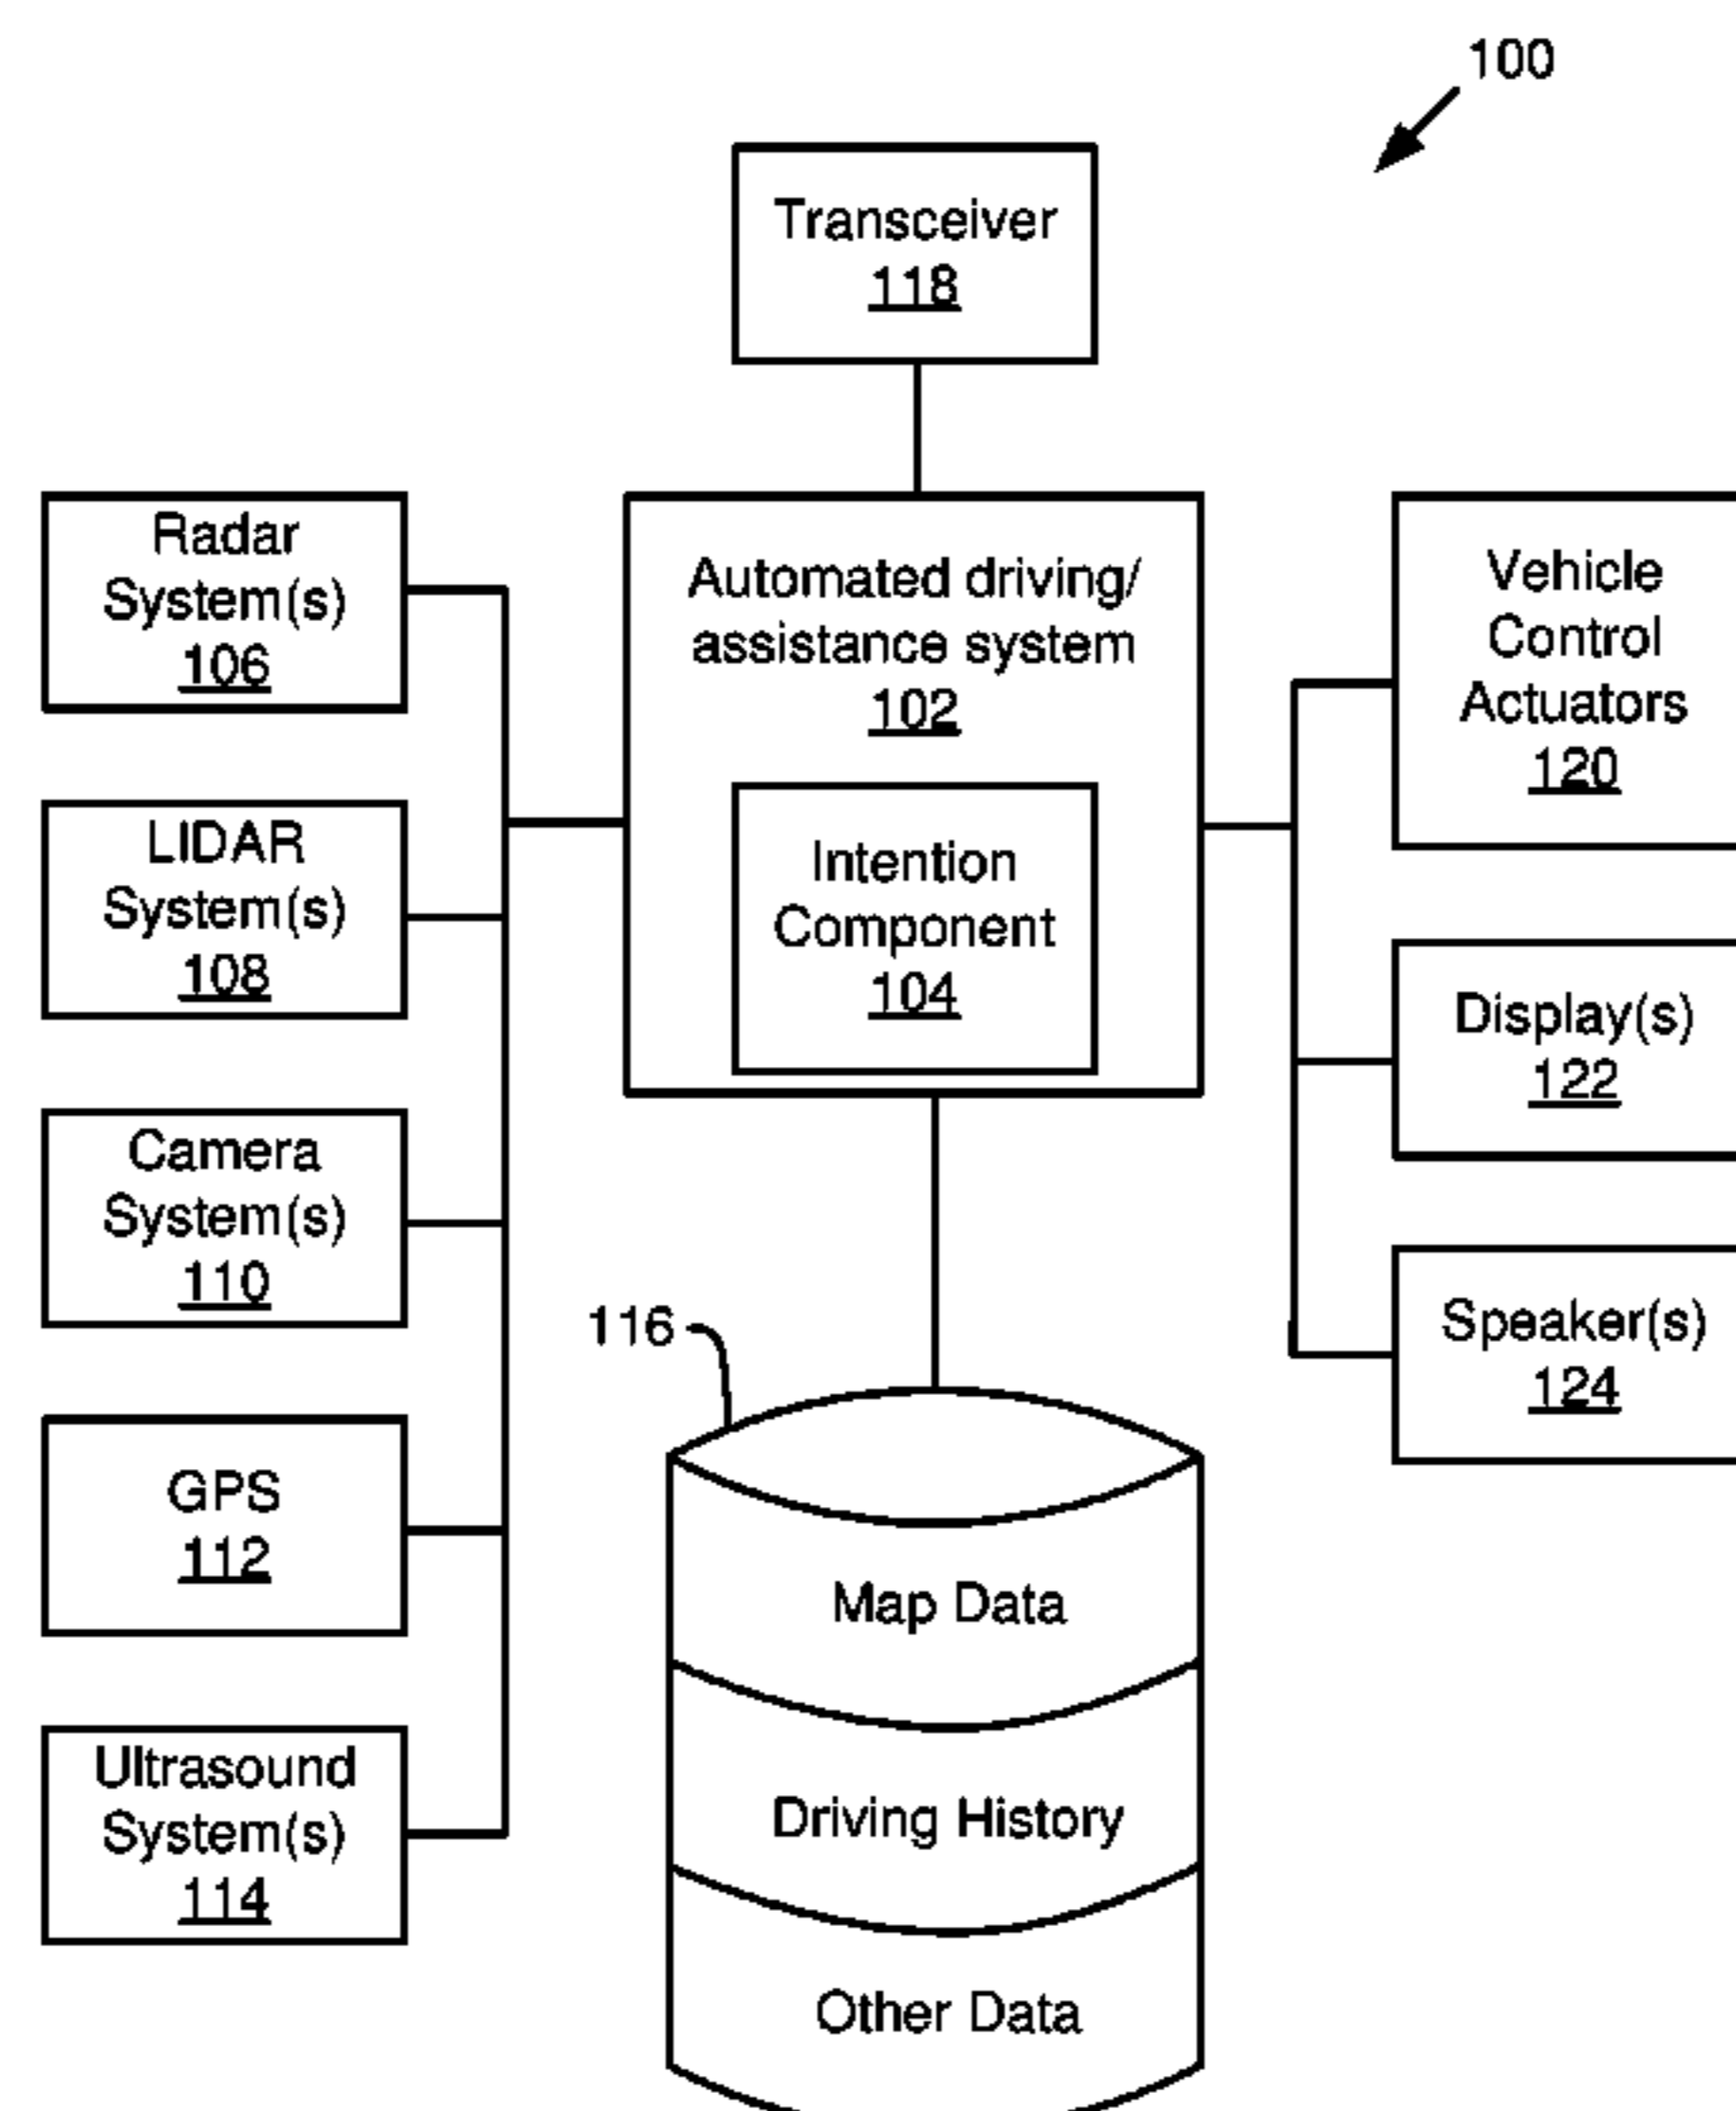 100
Transceiver
118
Radar
System(s)
106
LIDAR
System(s)
108
Camera
System(s)
110
GPS
112
Ultrasound
System(s)
114
Automated driving/
assistance system
102
Intention
Component
104
Vehicle
Control
Actuators
120
Display(s)
122
Speaker(s)
124
116
Map Data
Driving History
Other Data